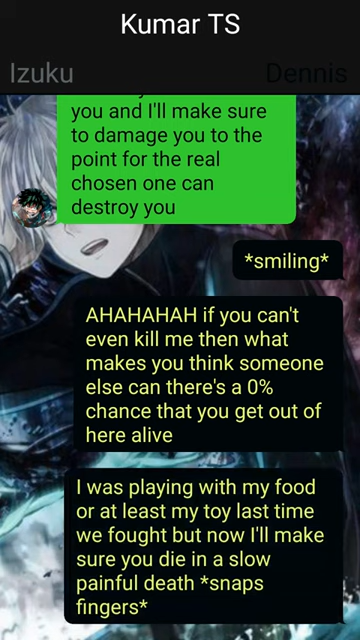 Kumar TS
Izuku Dennis
you and I'll make sure
to damage you to the
point for the real
chosen one can
destroy you
*smiling*
AHAHAHAH if you can't
even kill me then what
makes you think someone
else can there's a 0%
chance that you get out of
here alive
I was playing with my food
or at least my toy last time
we fought but now I'll make
sure you die in a slow
painful death *snaps
fingers*